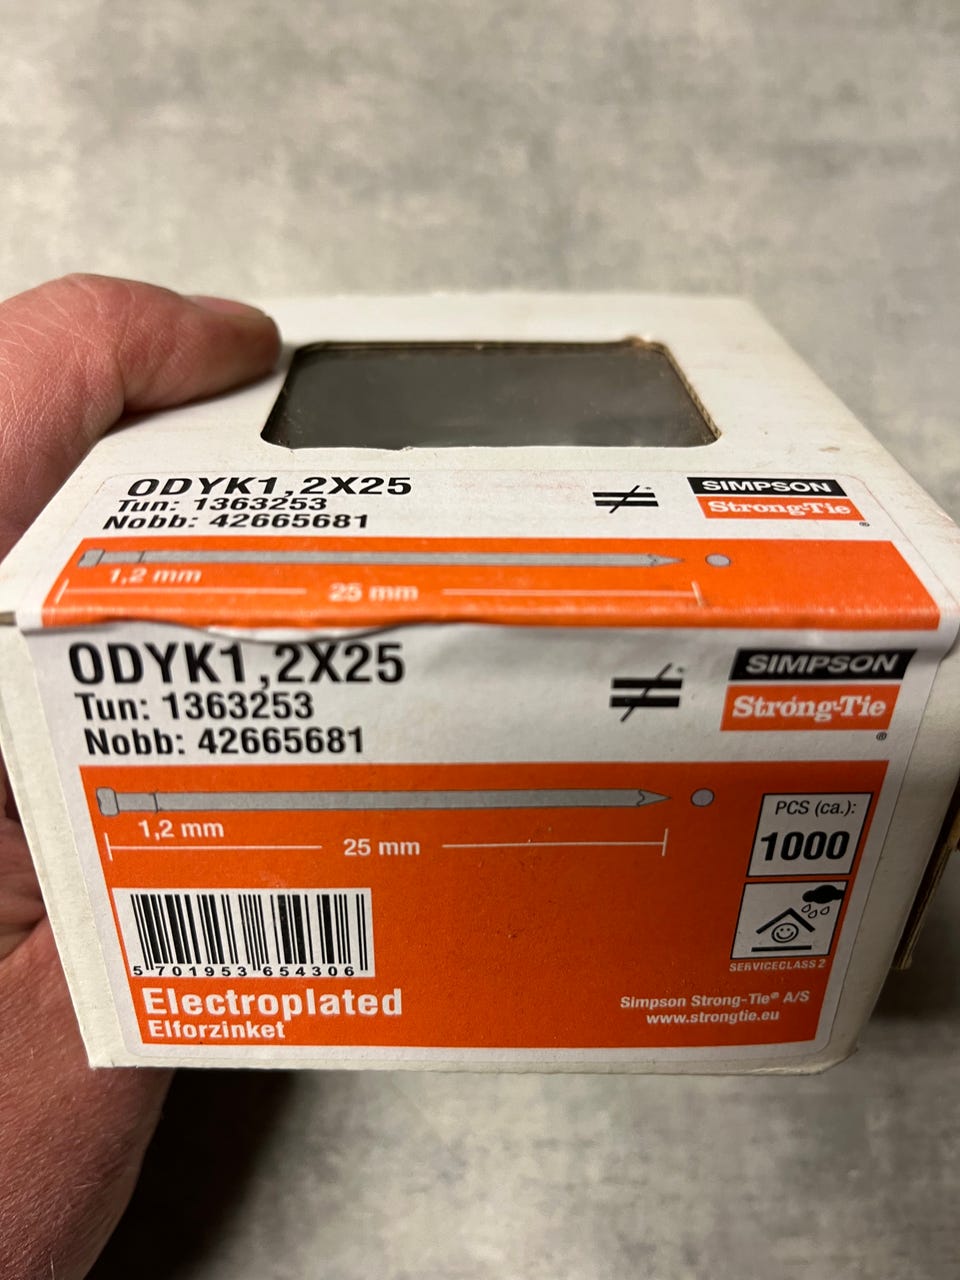 ODYK1,2X25
Tun: 1363253
Nobb: 42665681
SIMPSON
Strong-Tie
®
1,2 mm
25 mm
ODYK1,2X25
Tun: 1363253
Nobb: 42665681
SIMPSON
Strong-Tie
®
1,2 mm
25 mm
PCS (ca.):
1000
5 701953 654306
SERVICECLASS 2
Electroplated
Elforzinket
Simpson Strong-Tie® A/S
www.strongtie.eu